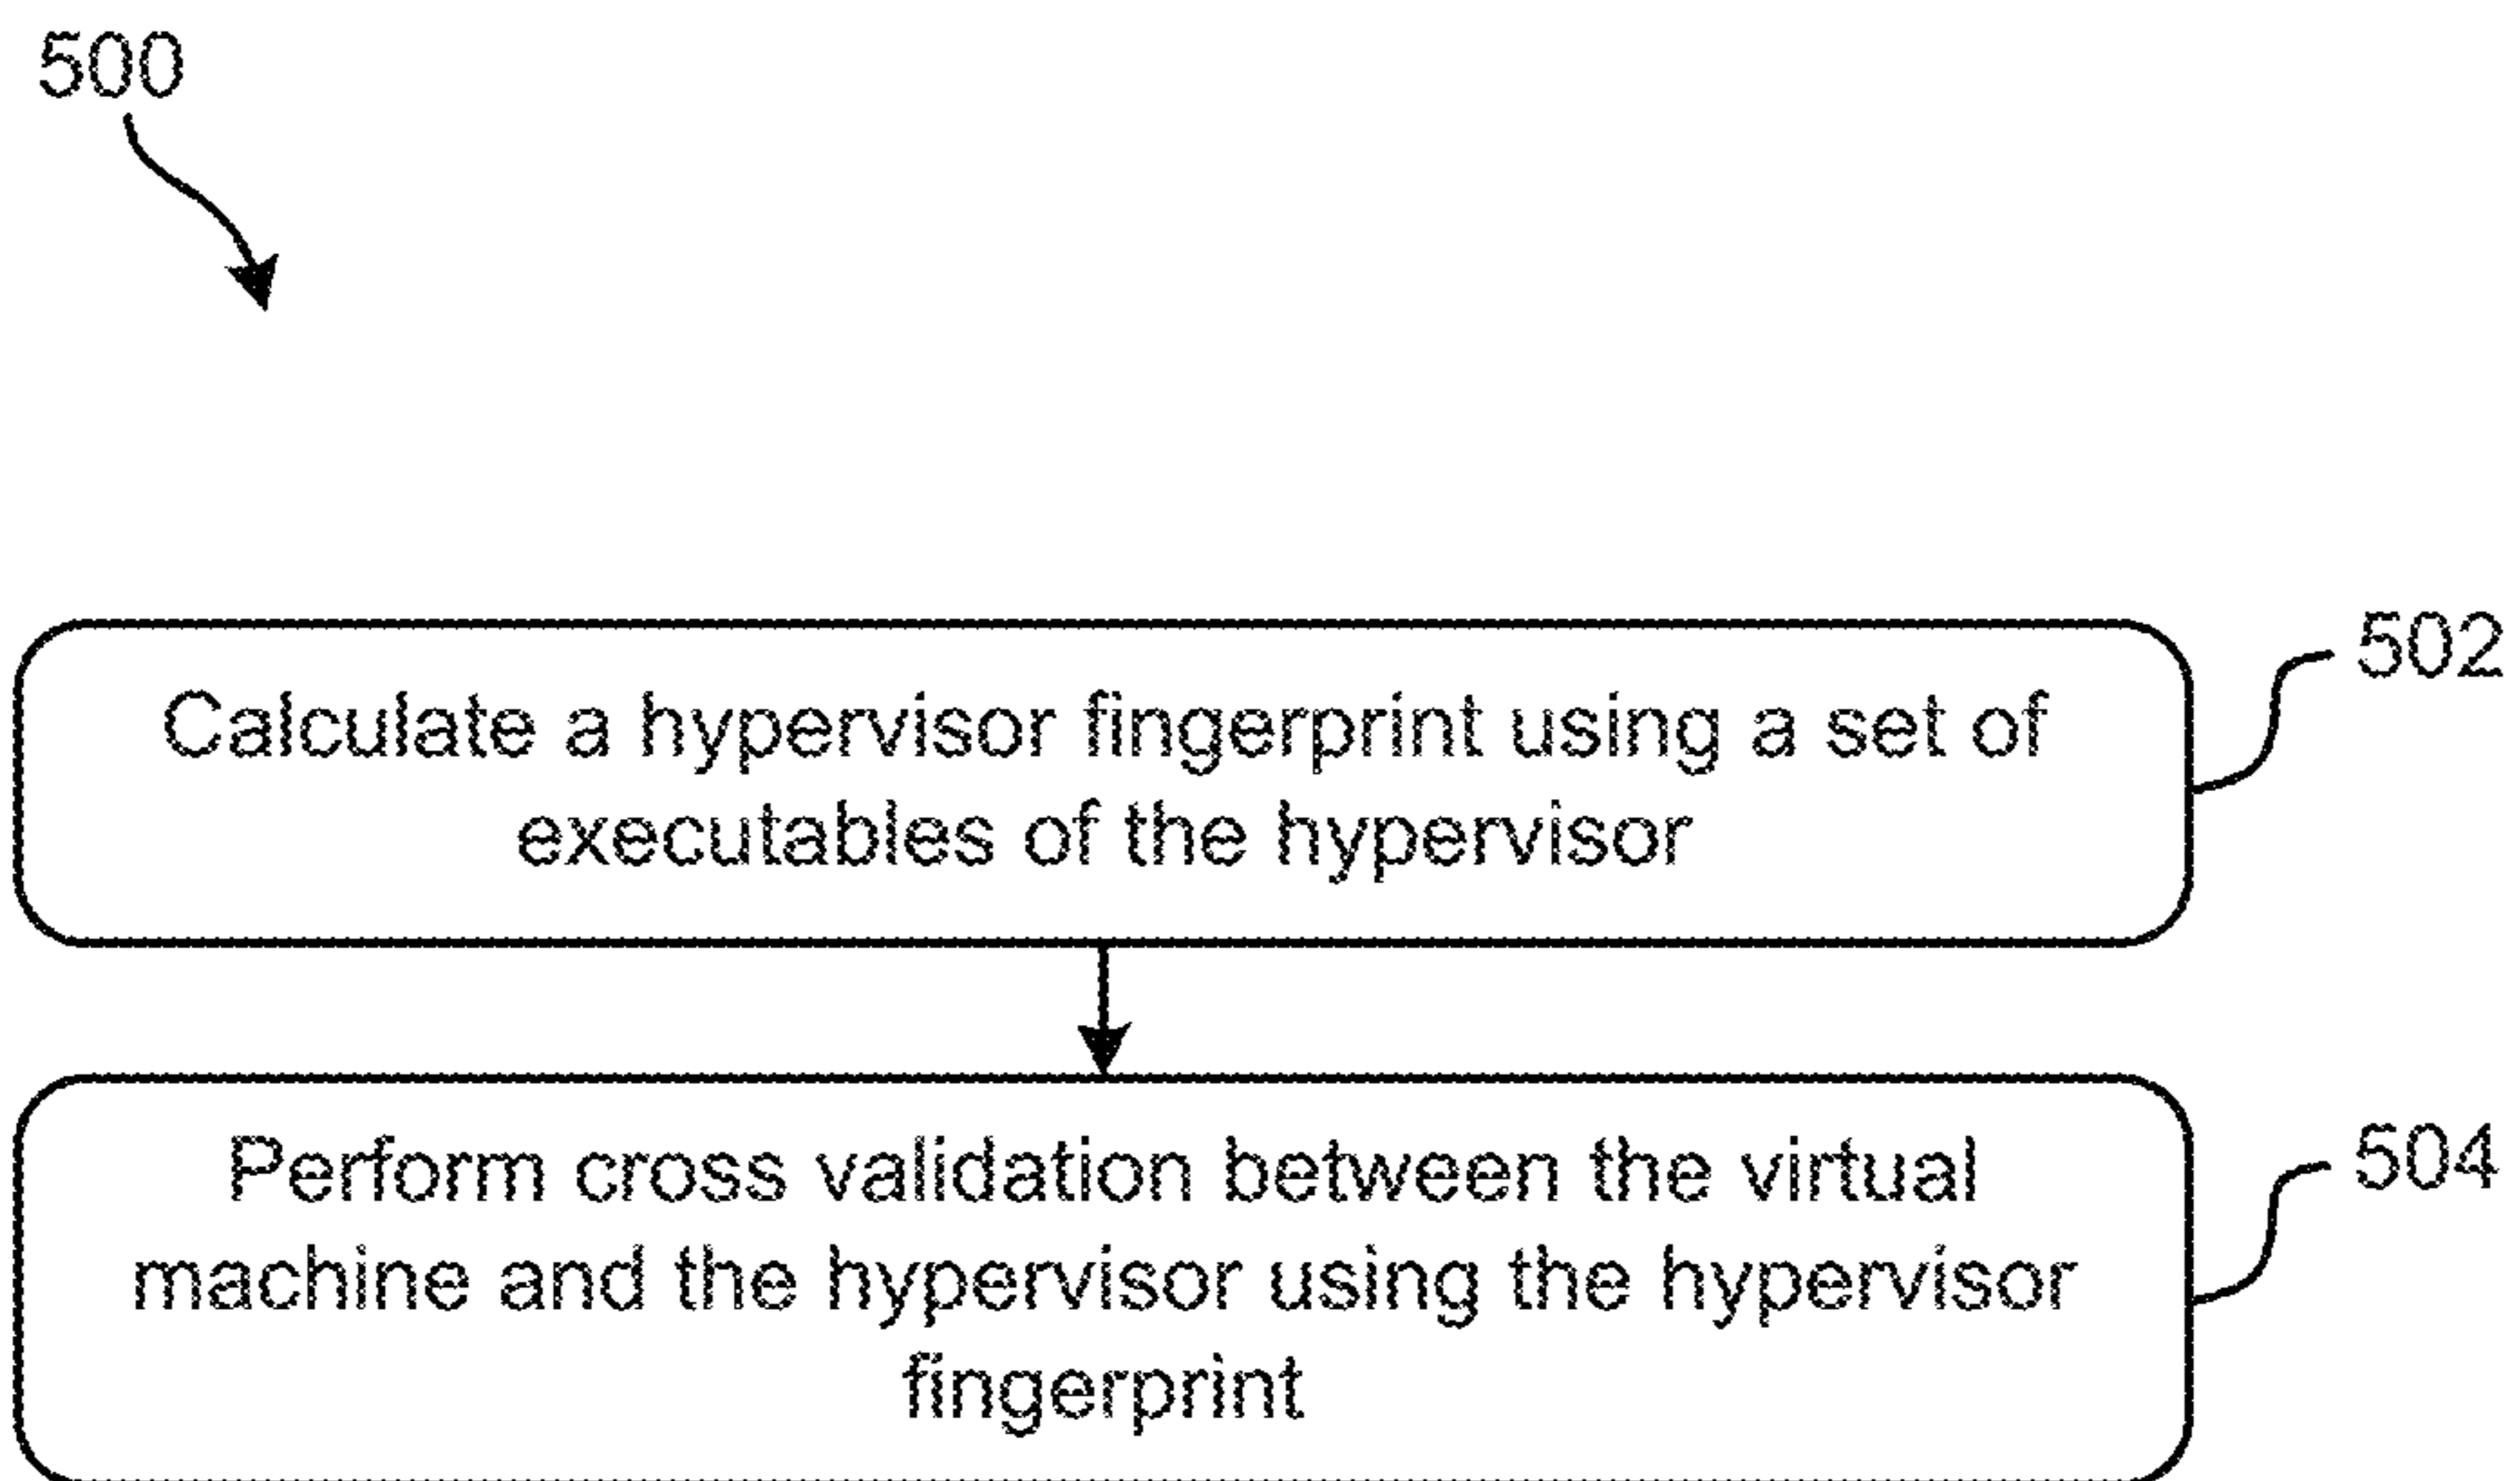 500
502
Calculate a hypervisor fingerprint using a set of
executables of the hypervisor
504
Perform cross validation between the virtual
machine and the hypervisor using the hypervisor
fingerprint